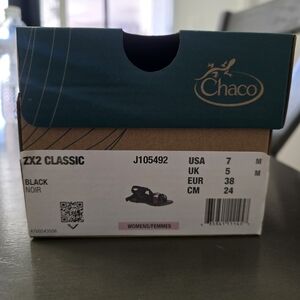 Chaco
ZX2 CLASSIC J105492 USA 7 M
UK 5 M
BLACK EUR 38
NOIR CM 24
WOMENS/FEMMES